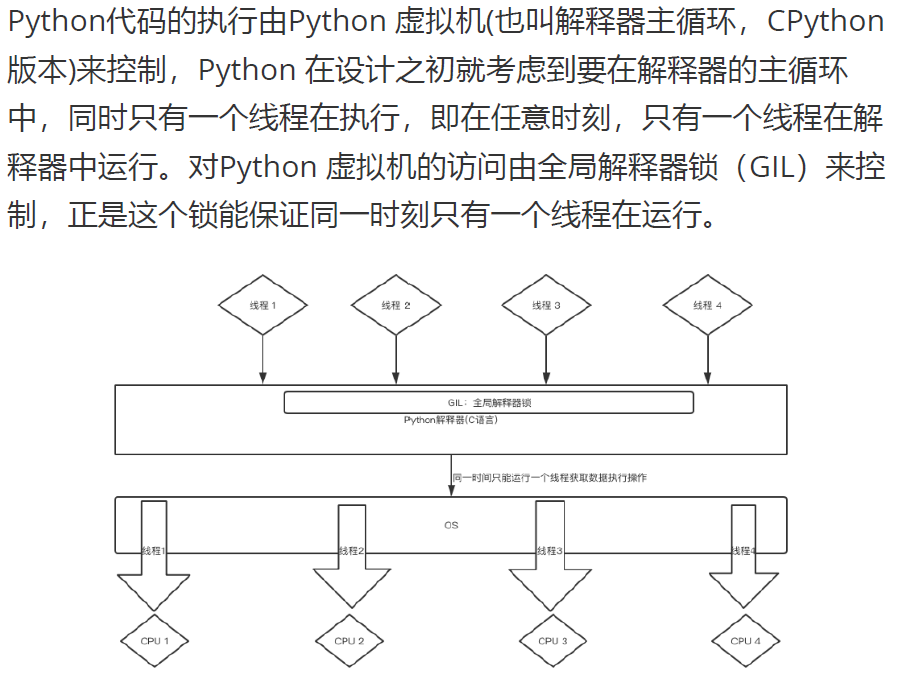 Python代码的执行由Python 虚拟机(也叫解释器主循环，CPython
版本)来控制，Python 在设计之初就考虑到要在解释器的主循环
中，同时只有一个线程在执行，即在任意时刻，只有一个线程在解
释器中运行。对Python 虚拟机的访问由全局解释器锁（GIL）来控
制，正是这个锁能保证同一时刻只有一个线程在运行。
线程 1
线程 2
线程 3
线程 4
GIL：全局解释器锁
Python解释器(C语言)
同一时间只能运行一个线程获取数据执行操作
OS
线程1
线程2
线程3
线程4
CPU 1
CPU 2
CPU 3
CPU 4